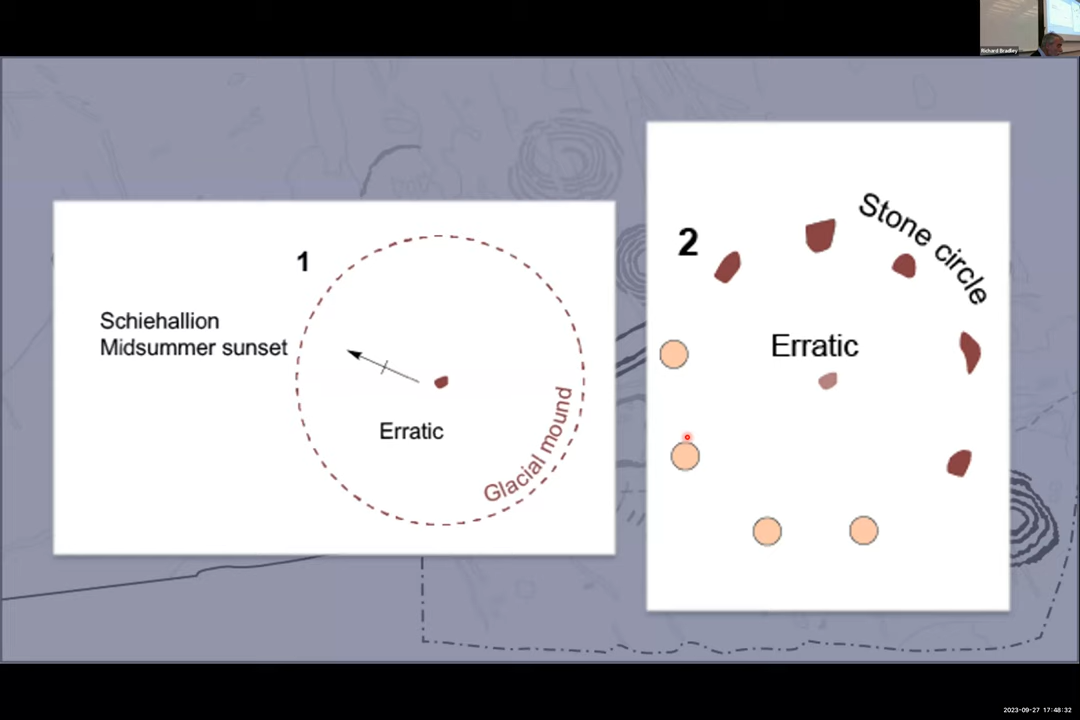 Richard Bradley
1
Schiehallion
Midsummer sunset
Erratic
Glacial mound
2
Stone circle
Erratic
2023-09-27 17:48:32